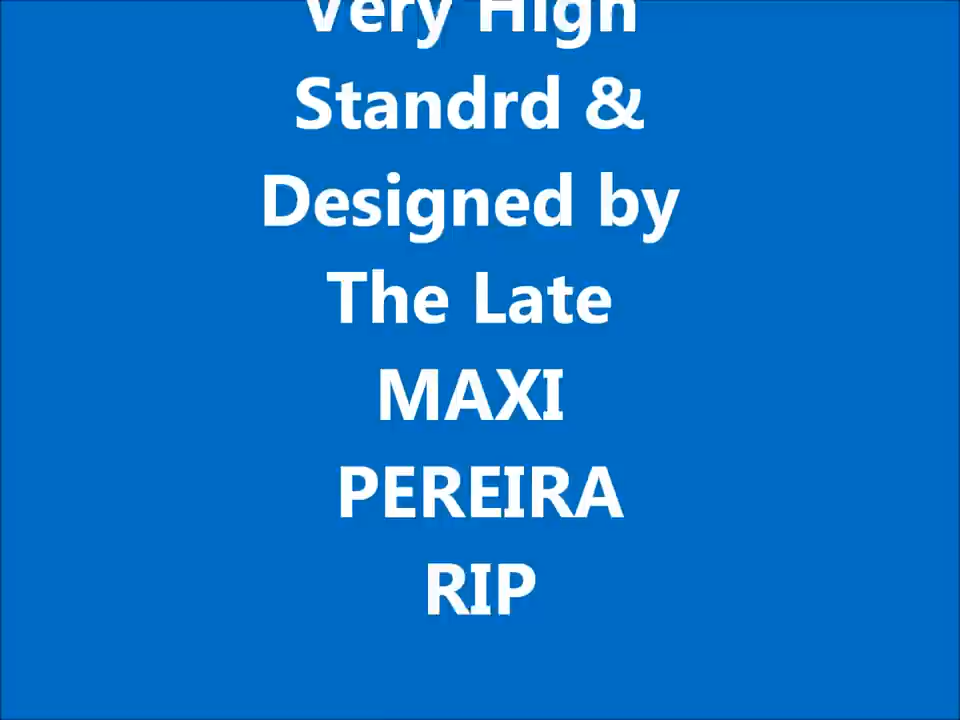 Very High
Standrd &
Designed by
The Late
MAXI
PEREIRA
RIP